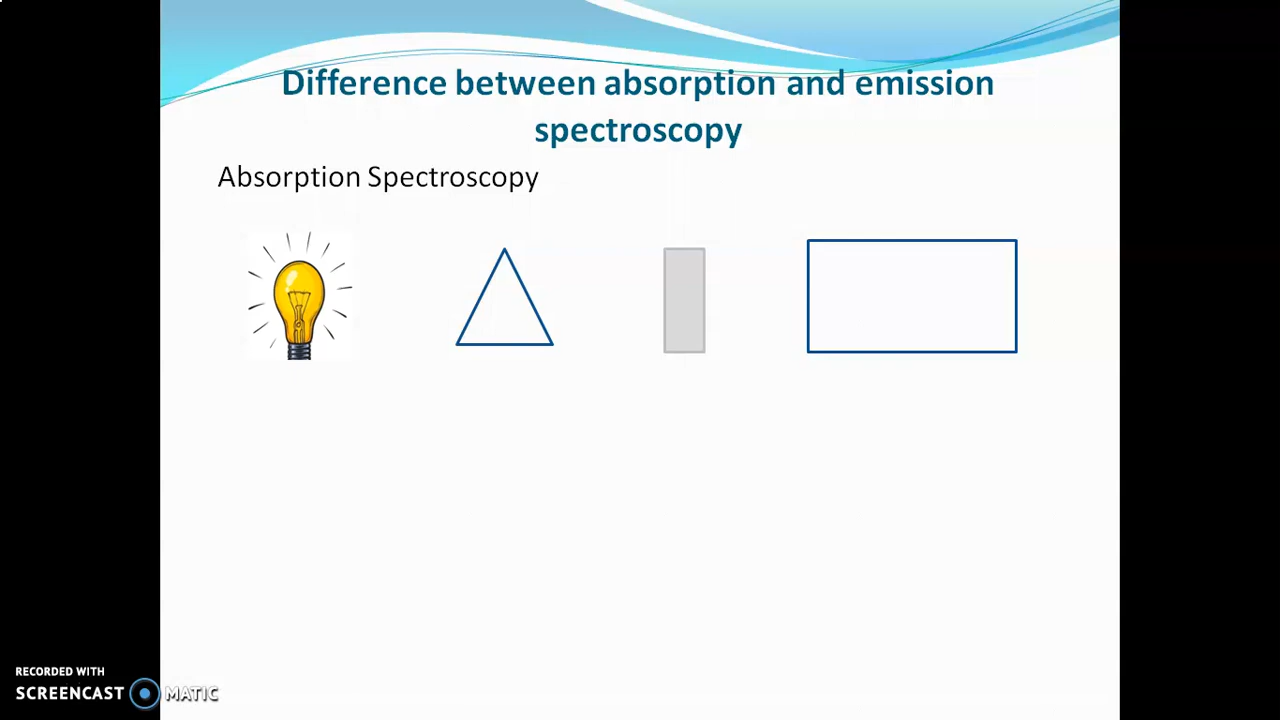 Difference between absorption and emission
spectroscopy
Absorption Spectroscopy
RECORDED WITH
SCREENCAST MATIC